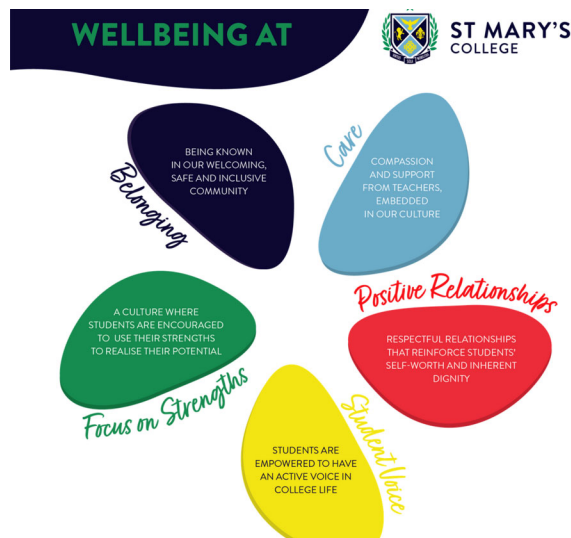 WELLBEING AT
ST MARY'S
COLLEGE
Belonging
BEING KNOWN
IN OUR WELCOMING,
SAFE AND INCLUSIVE
COMMUNITY
Care
COMPASSION
AND SUPPORT
FROM TEACHERS,
EMBEDDED
IN OUR CULTURE
Positive Relationships
RESPECTFUL RELATIONSHIPS
THAT REINFORCE STUDENTS'
SELF-WORTH AND INHERENT
DIGNITY
A CULTURE WHERE
STUDENTS ARE ENCOURAGED
TO USE THEIR STRENGTHS
TO REALISE THEIR POTENTIAL
Focus on Strengths
Student Voice
STUDENTS ARE
EMPOWERED TO HAVE
AN ACTIVE VOICE IN
COLLEGE LIFE